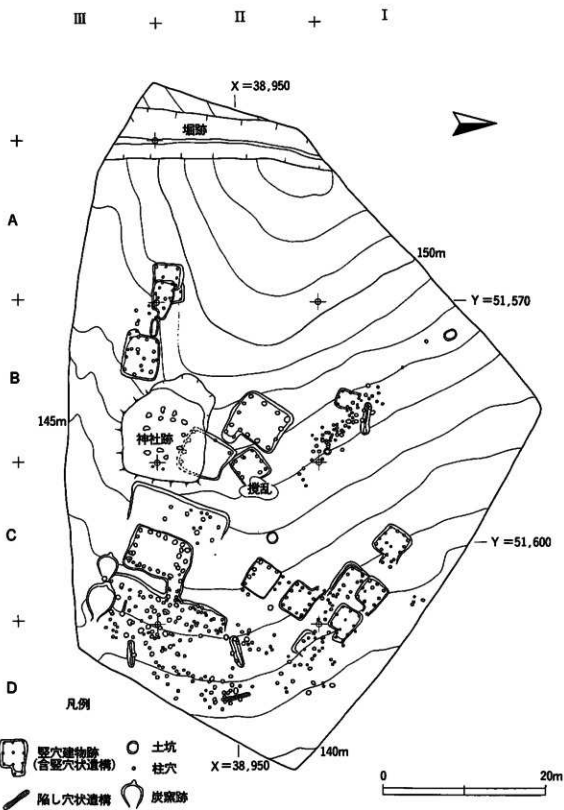 Ⅲ Ⅱ Ⅰ
X=38,950
堀跡
A
150m
Y=51,570
B
145m
神社跡
攪乱
C
Y=51,600
D
凡例
竪穴建物跡
(含竪穴状遺構)
土坑
柱穴
陥し穴状遺構
炭窯跡
X=38,950
140m
0 20m